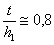 t/h₁ ≅ 0,8